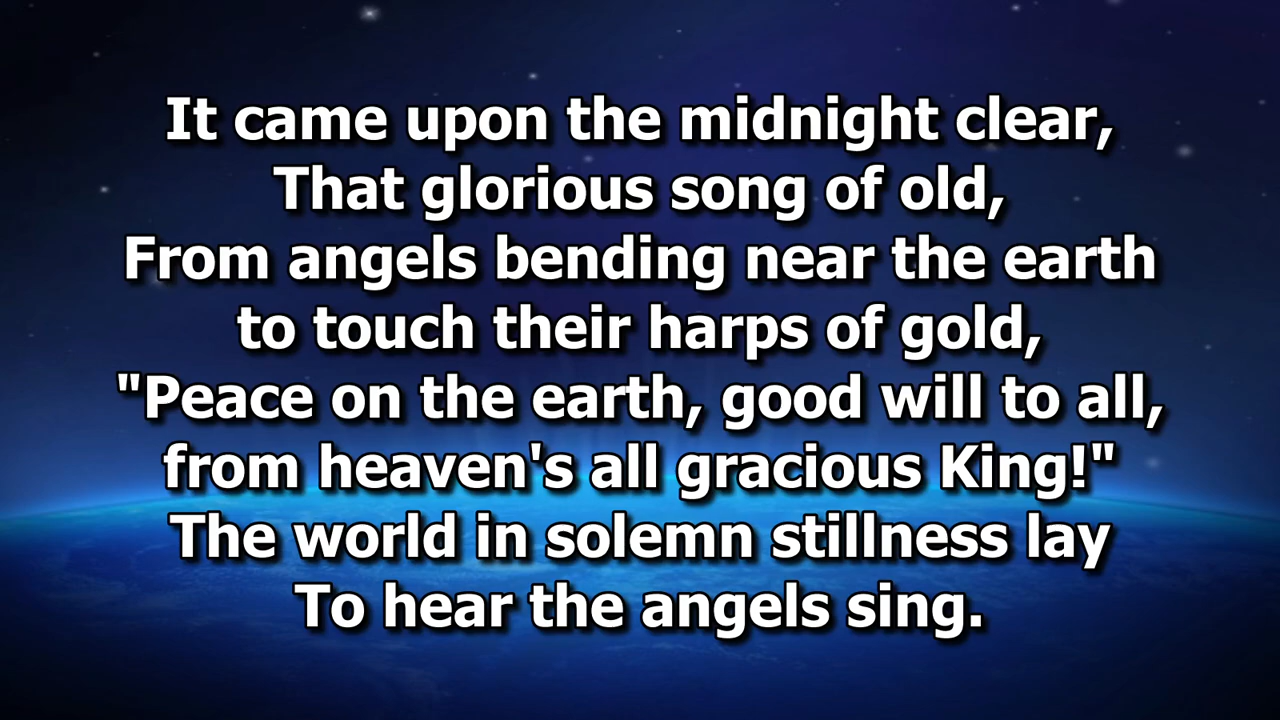 It came upon the midnight clear,
That glorious song of old,
From angels bending near the earth
to touch their harps of gold,
"Peace on the earth, good will to all,
from heaven's all gracious King!"
The world in solemn stillness lay
To hear the angels sing.